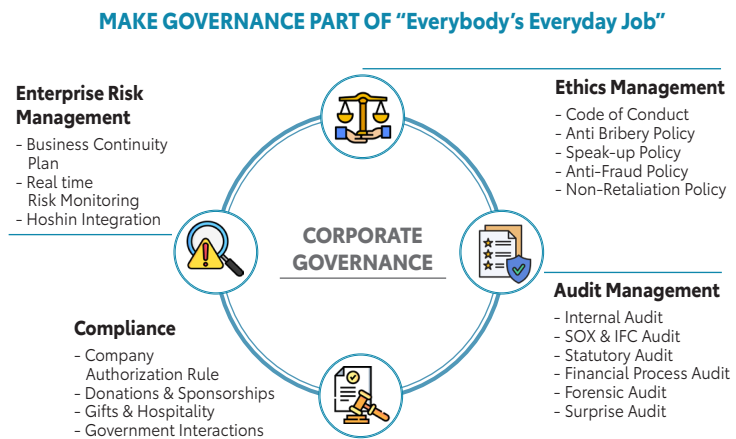 MAKE GOVERNANCE PART OF “Everybody’s Everyday Job”
Enterprise Risk
Management
- Business Continuity
Plan
- Real time
Risk Monitoring
- Hoshin Integration
Ethics Management
- Code of Conduct
- Anti Bribery Policy
- Speak-up Policy
- Anti-Fraud Policy
- Non-Retaliation Policy
CORPORATE
GOVERNANCE
Compliance
- Company
Authorization Rule
- Donations & Sponsorships
- Gifts & Hospitality
- Government Interactions
Audit Management
- Internal Audit
- SOX & IFC Audit
- Statutory Audit
- Financial Process Audit
- Forensic Audit
- Surprise Audit